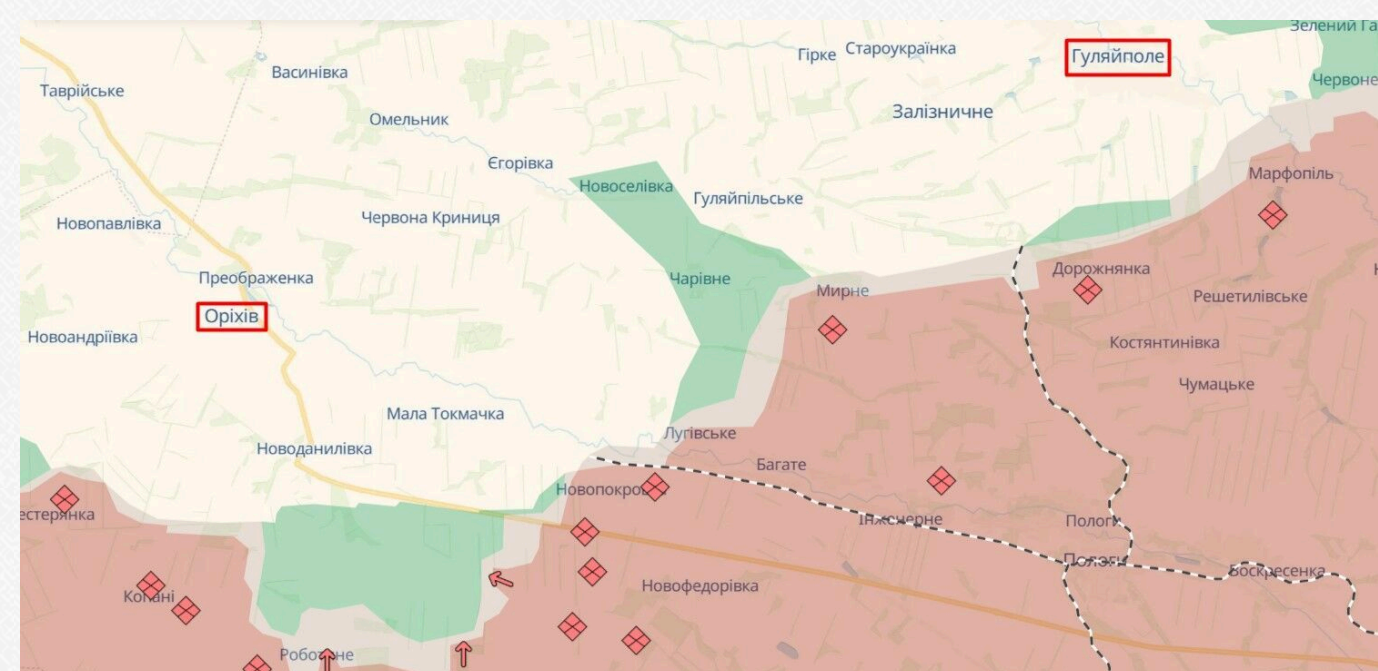 Зелений Га
Гірке
Староукраїнка
Гуляйполе
Васинівка
Червоне
Таврійське
Залізничне
Омельник
Єгорівка
Марфопіль
Новоселівка
Гуляйпільське
Червона Криниця
Новопавлівка
Дорожнянка
Преображенка
Чарівне
Мирне
Решетилівське
Оріхів
Новоандріївка
Костянтинівка
Чумацьке
Мала Токмачка
Лугівське
Новоданилівка
Багате
Новопокро
естерянка
Інженерне
Пологи
Пологи
Воскресенка
Новофедорівка
Копані
Роботине